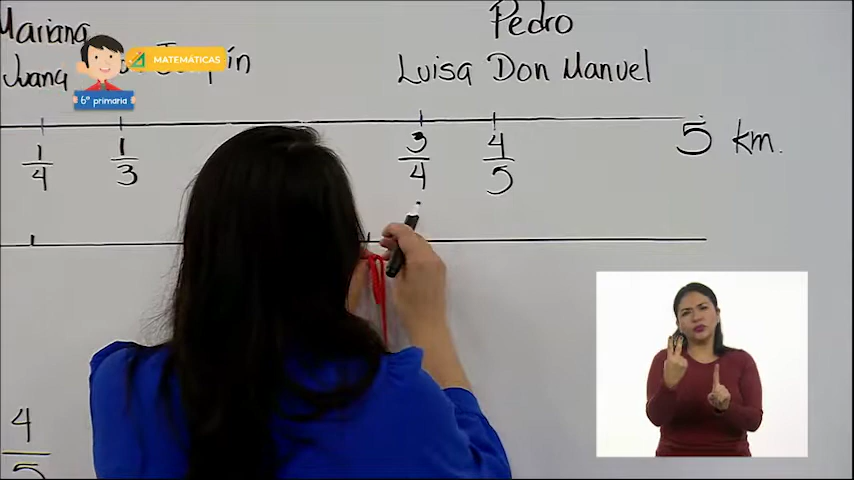 Mariana
Pedro
Juana
MATEMÁTICAS
6º primaria
Luisa Don Manuel
1/4
1/3
3/4
4/5
5 km.
4/5